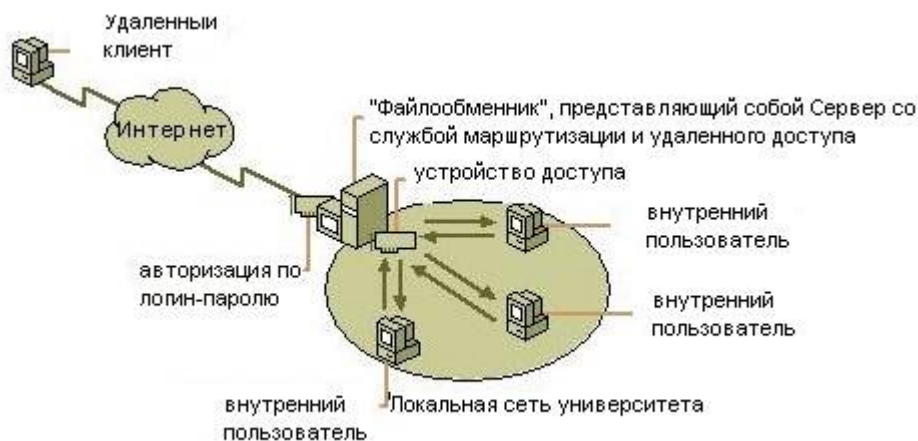 Удаленный
клиент
Интернет
"Файлообменник", представляющий собой Сервер со
службой маршрутизации и удаленного доступа
устройство доступа
внутренний
пользователь
авторизация по
логин-паролю
внутренний
пользователь
внутренний
пользователь
Локальная сеть университета